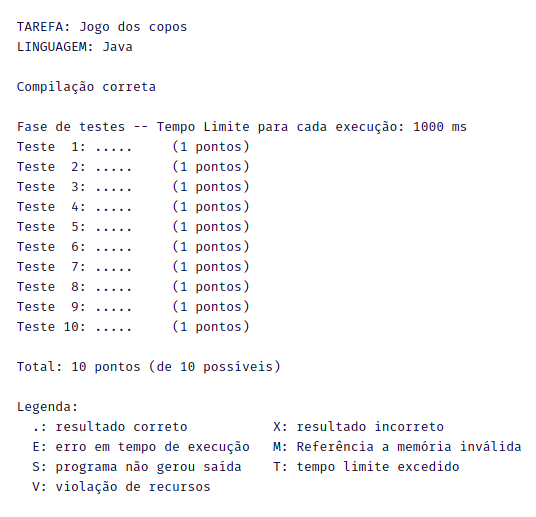 TAREFA: Jogo dos copos
LINGUAGEM: Java
Compilação correta
Fase de testes -- Tempo Limite para cada execução: 1000 ms
Teste  1: .....     (1 pontos)
Teste  2: .....     (1 pontos)
Teste  3: .....     (1 pontos)
Teste  4: .....     (1 pontos)
Teste  5: .....     (1 pontos)
Teste  6: .....     (1 pontos)
Teste  7: .....     (1 pontos)
Teste  8: .....     (1 pontos)
Teste  9: .....     (1 pontos)
Teste 10: .....     (1 pontos)
Total: 10 pontos (de 10 possíveis)
Legenda:
  .: resultado correto           X: resultado incorreto
  E: erro em tempo de execução   M: Referência a memória inválida
  S: programa não gerou saída    T: tempo limite excedido
  V: violação de recursos